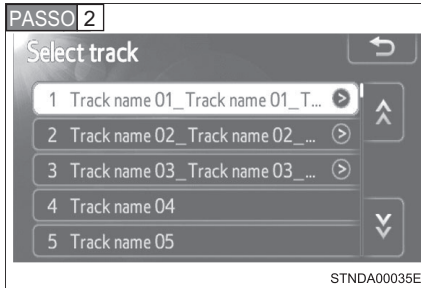 PASSO 2
Select track
1 Track name 01_Track name 01_T...
2 Track name 02_Track name 02_ ...
3 Track name 03_Track name 03_ ...
4 Track name 04
5 Track name 05
STNDA00035E